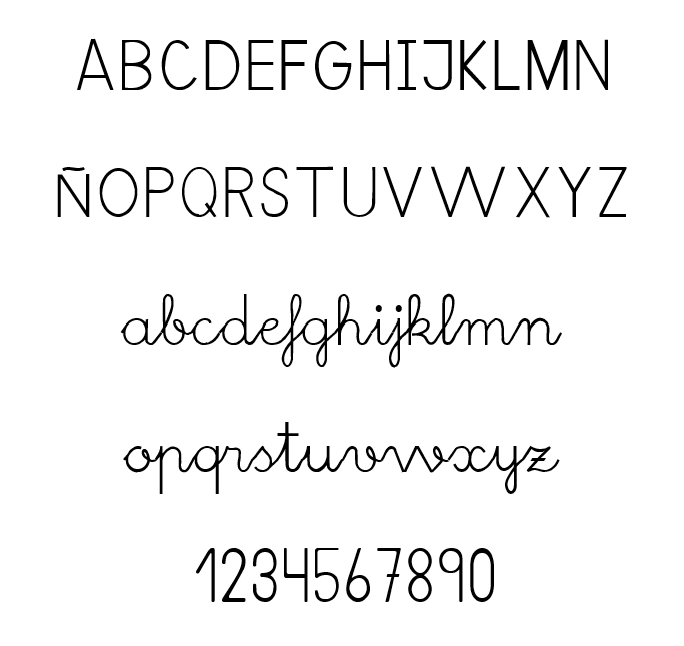 ABCDEFGHIJKLMN
ÑOPQRSTUVWXYZ
abcdefghijklmn
opqrstuvwxyz
1234567890